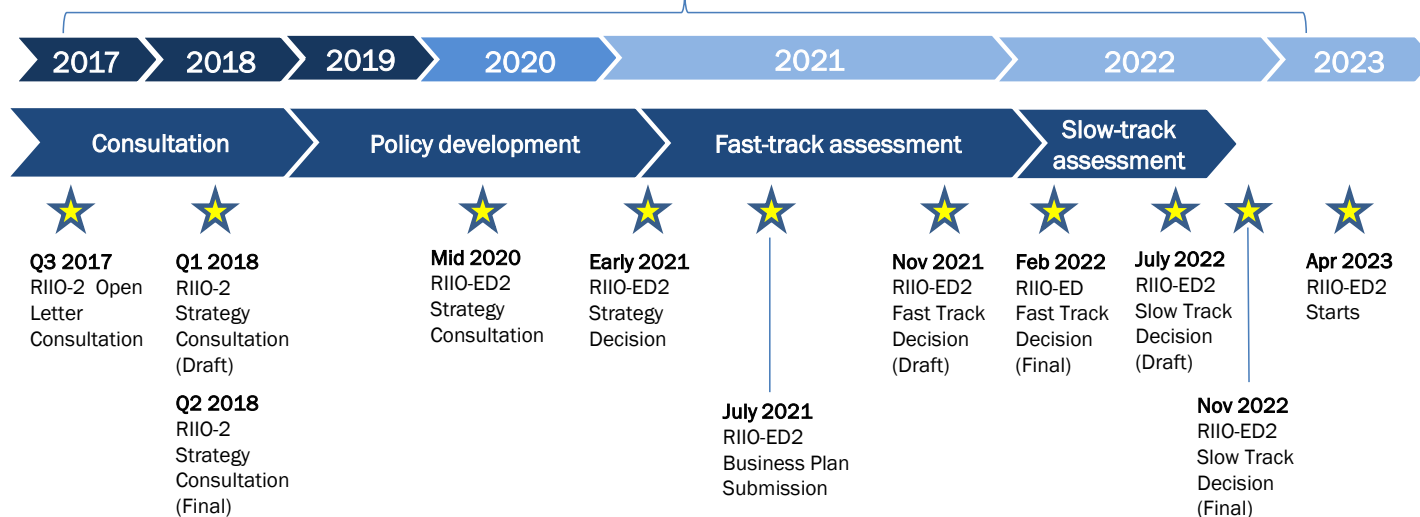 2017
2018
2019
2020
2021
2022
2023
Consultation
Policy development
Fast-track assessment
Slow-track
assessment
Q3 2017
RIIO-2 Open
Letter
Consultation
Q1 2018
RIIO-2
Strategy
Consultation
(Draft)
Q2 2018
RIIO-2
Strategy
Consultation
(Final)
Mid 2020
RIIO-ED2
Strategy
Consultation
Early 2021
RIIO-ED2
Strategy
Decision
July 2021
RIIO-ED2
Business Plan
Submission
Nov 2021
RIIO-ED2
Fast Track
Decision
(Draft)
Feb 2022
RIIO-ED
Fast Track
Decision
(Final)
July 2022
RIIO-ED2
Slow Track
Decision
(Draft)
Nov 2022
RIIO-ED2
Slow Track
Decision
(Final)
Apr 2023
RIIO-ED2
Starts